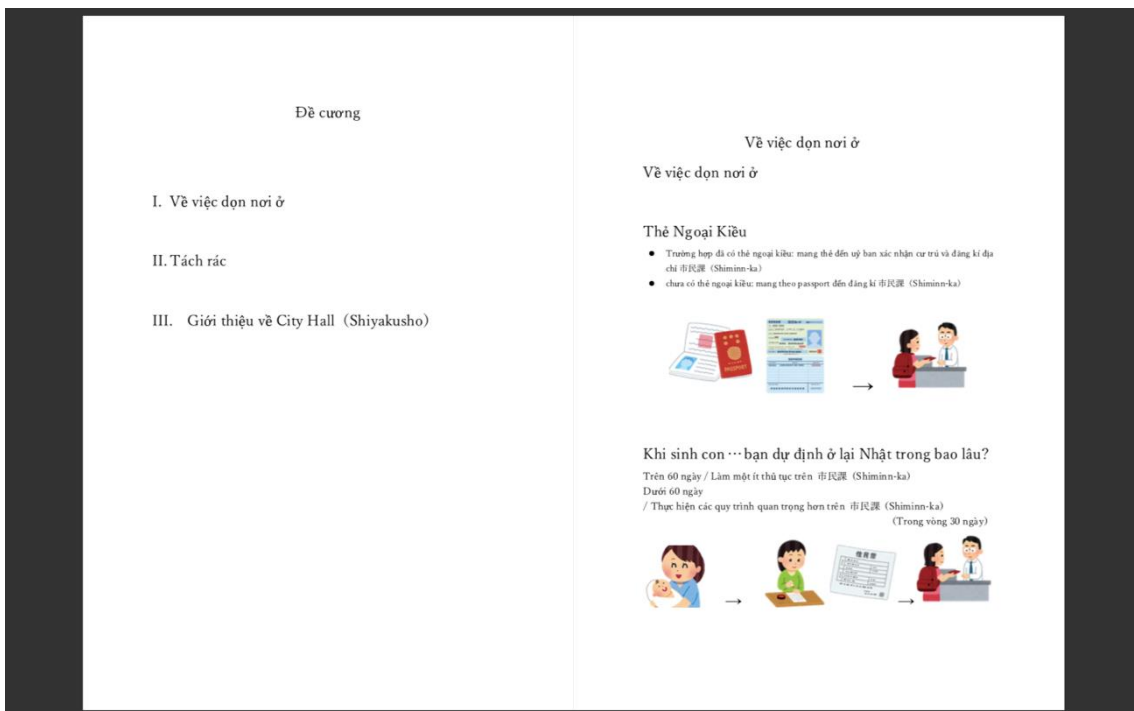 Đề cương
I. Về việc dọn nơi ở
II. Tách rác
III. Giới thiệu về City Hall（Shiyakusho）
Về việc dọn nơi ở
Về việc dọn nơi ở
Thẻ Ngoại Kiều
● Trường hợp đã có thẻ ngoại kiều: mang thẻ đến uỷ ban xác nhận cư trú và đăng kí địa
chỉ 市民課（Shiminn-ka）
● chưa có thẻ ngoại kiều: mang theo passport đến đăng kí 市民課（Shiminn-ka）
PASSPORT
→
Khi sinh con …bạn dự định ở lại Nhật trong bao lâu?
Trên 60 ngày / Làm một ít thủ tục trên 市民課（Shiminn-ka）
Dưới 60 ngày
/ Thực hiện các quy trình quan trọng hơn trên 市民課（Shiminn-ka）
(Trong vòng 30 ngày)
→
→